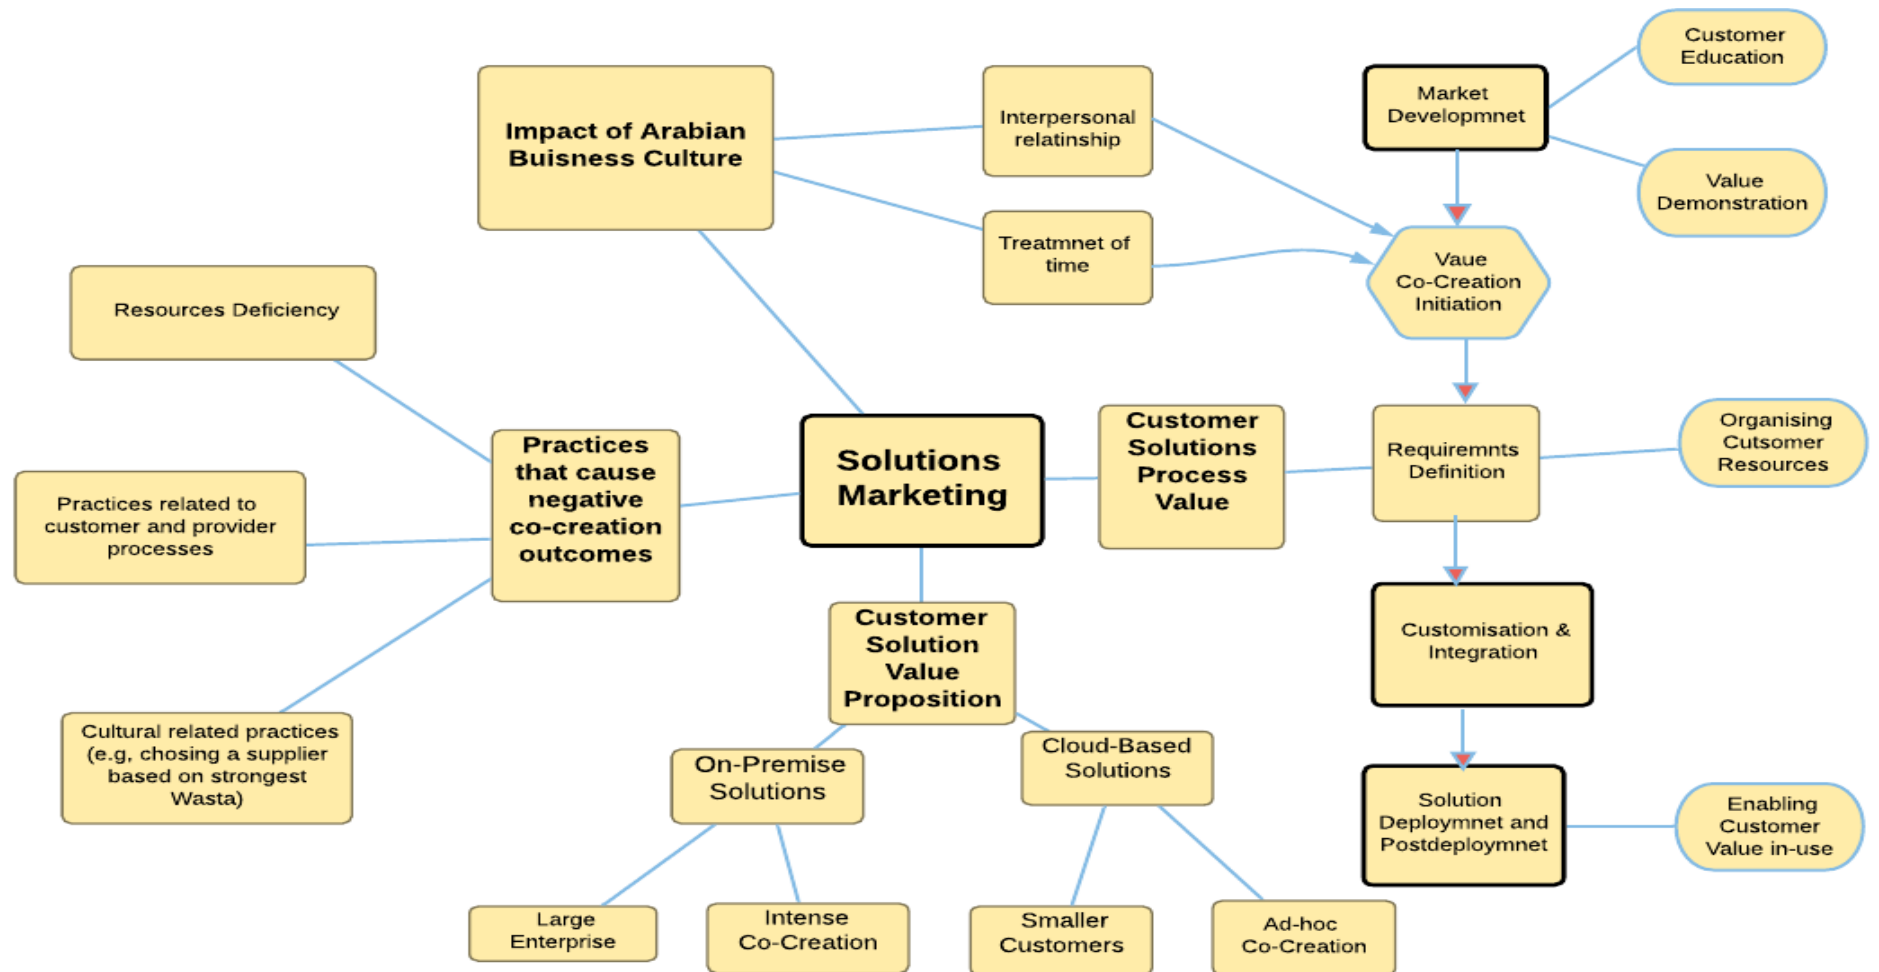 Customer
Education
Market
Developmnet
Value
Demonstration
Impact of Arabian
Buisness Culture
Interpersonal
relatinship
Treatmnet of
time
Vaue
Co-Creation
Initiation
Resources Deficiency
Practices related to
customer and provider
processes
Cultural related practices
(e.g, chosing a supplier
based on strongest
Wasta)
Practices
that cause
negative
co-creation
outcomes
Solutions
Marketing
Customer
Solutions
Process
Value
Requiremnts
Definition
Organising
Cutsomer
Resources
Customisation &
Integration
Solution
Deploymnet and
Postdeploymnet
Enabling
Customer
Value in-use
Customer
Solution
Value
Proposition
On-Premise
Solutions
Cloud-Based
Solutions
Large
Enterprise
Intense
Co-Creation
Smaller
Customers
Ad-hoc
Co-Creation